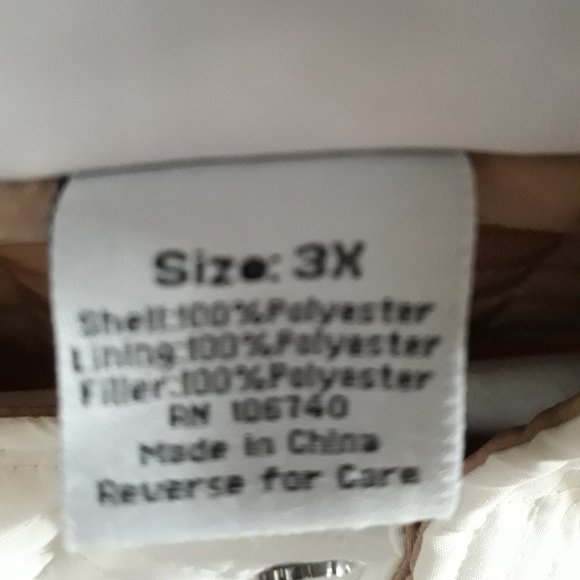 Size: 3X
Shell:100%Polyester
Lining:100%Polyester
Filler:100%Polyester
RN 106740
Made in China
Reverse for Care